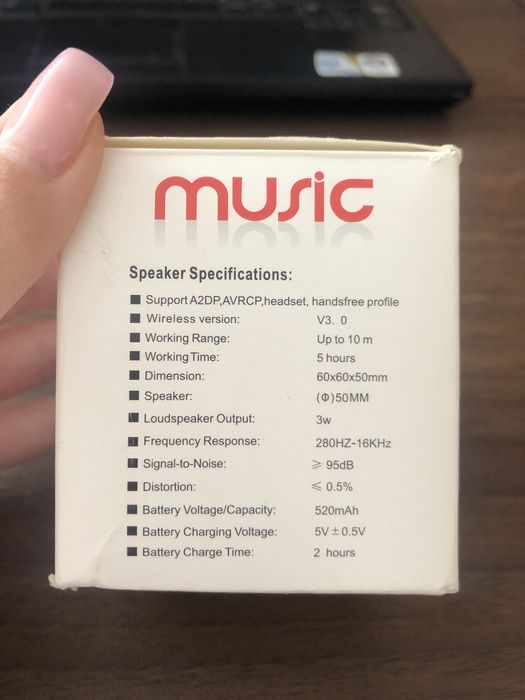 music
Speaker Specifications:
■ Support A2DP,AVRCP,headset, handsfree profile
■ Wireless version: V3. 0
■ Working Range: Up to 10 m
■ Working Time: 5 hours
■ Dimension: 60x60x50mm
■ Speaker: (Φ)50MM
■ Loudspeaker Output: 3w
■ Frequency Response: 280HZ-16KHz
■ Signal-to-Noise: ≥ 95dB
■ Distortion: ≤ 0.5%
■ Battery Voltage/Capacity: 520mAh
■ Battery Charging Voltage: 5V±0.5V
■ Battery Charge Time: 2 hours